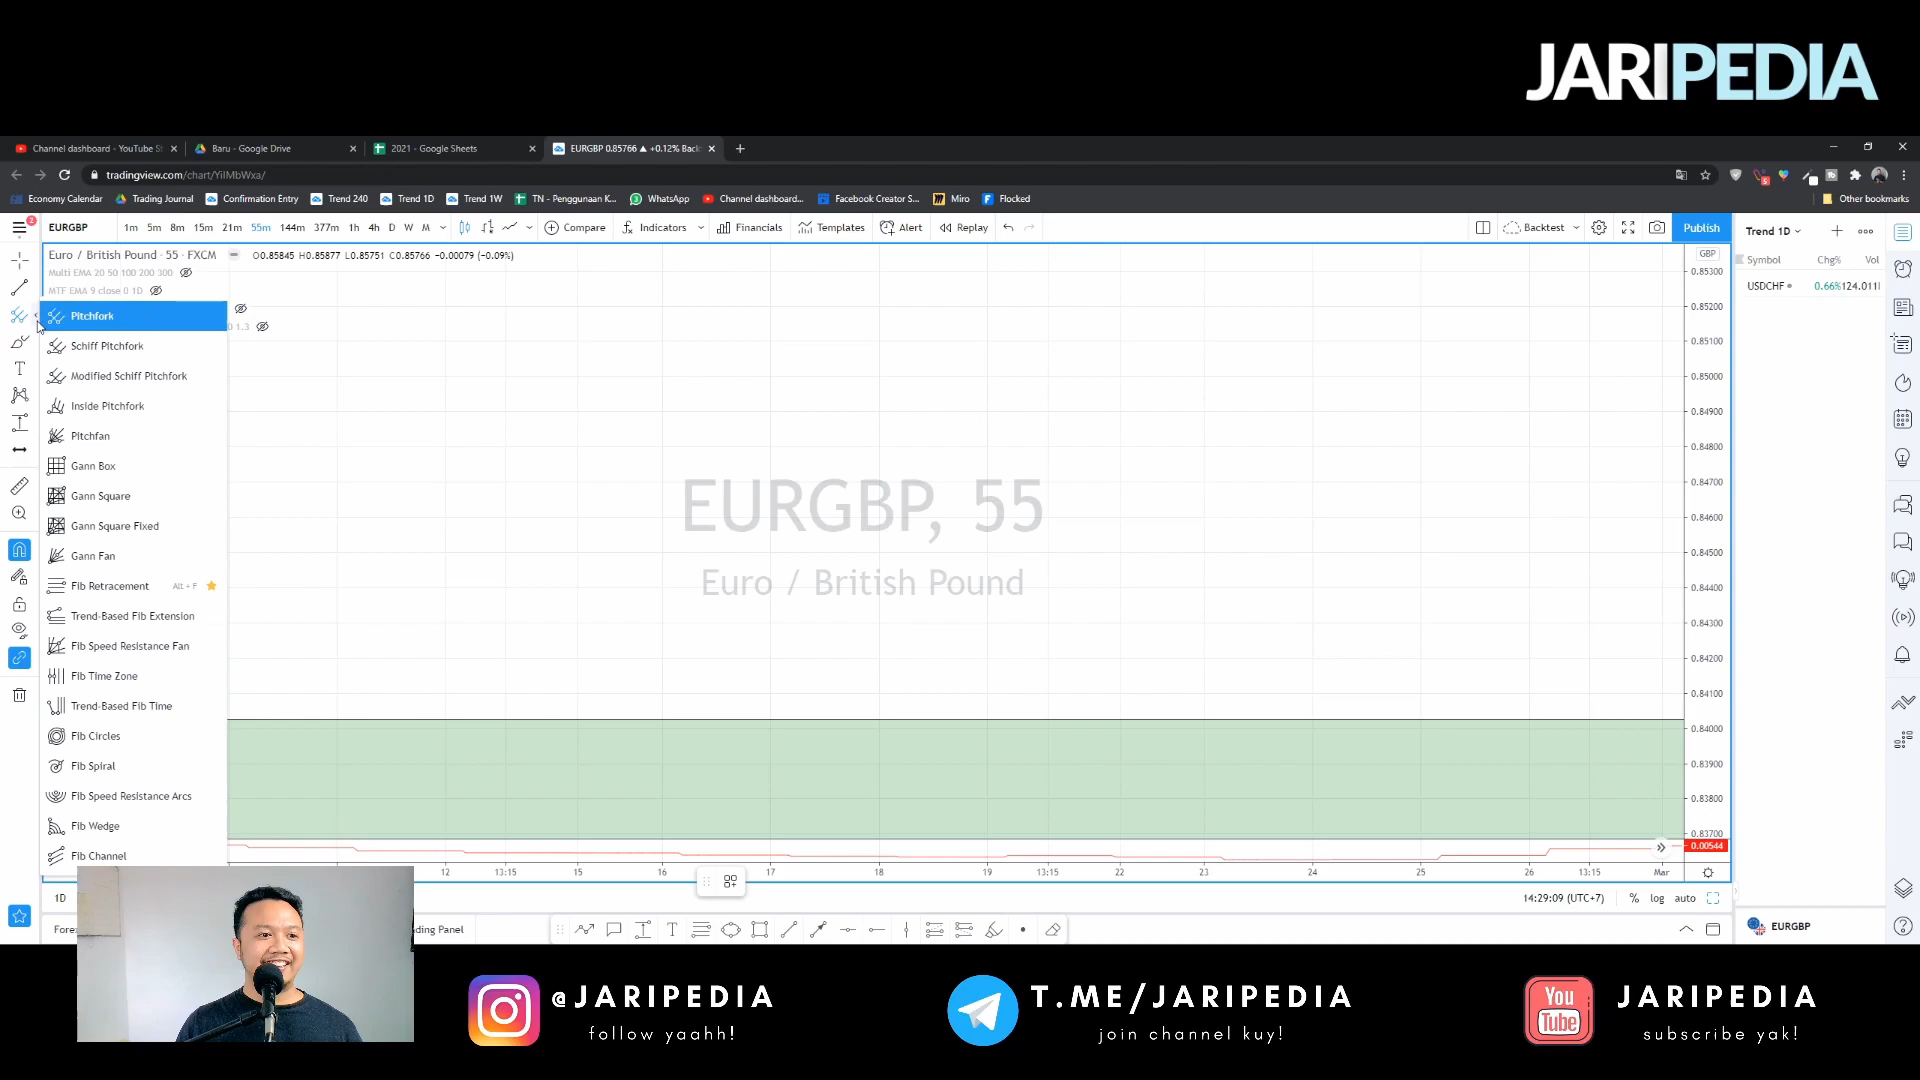 JARIPEDIA
Channel dashboard - YouTube St
Baru - Google Drive
2021 - Google Sheets
EURGBP 0.85766 ▲ +0.12% Back
tradingview.com/chart/YilMbWxa/
Economy Calendar
Trading Journal
Confirmation Entry
Trend 240
Trend 1D
Trend 1W
TN - Penggunaan K...
WhatsApp
Channel dashboard...
Facebook Creator S...
Miro
Flocked
Other bookmarks
2
EURGBP
1m 5m 8m 15m 21m 55m 144m 377m 1h 4h D W M
Compare
Indicators
Financials
Templates
Alert
Replay
Backtest
Publish
Trend 1D
Euro / British Pound · 55 · FXCM
O0.85845 H0.85877 L0.85751 C0.85766 −0.00079 (−0.09%)
GBP
Symbol Chg% Vol
Multi EMA 20 50 100 200 300
MTF EMA 9 close 0 1D
USDCHF 0.66% 124.011
0 1.3
Pitchfork
Schiff Pitchfork
Modified Schiff Pitchfork
Inside Pitchfork
Pitchfan
Gann Box
Gann Square
Gann Square Fixed
Gann Fan
Fib Retracement Alt + F
Trend-Based Fib Extension
Fib Speed Resistance Fan
Fib Time Zone
Trend-Based Fib Time
Fib Circles
Fib Spiral
Fib Speed Resistance Arcs
Fib Wedge
Fib Channel
EURGBP, 55
Euro / British Pound
0.85300
0.85200
0.85100
0.85000
0.84900
0.84800
0.84700
0.84600
0.84500
0.84400
0.84300
0.84200
0.84100
0.84000
0.83900
0.83800
0.83700
0.00544
12 13:15 15 16 17 18 19 13:15 22 23 24 25 26 13:15 Mar
1D
14:29:09 (UTC+7)
% log auto
Forex
ding Panel
EURGBP
@JARIPEDIA
follow yaahh!
T.ME/JARIPEDIA
join channel kuy!
You
Tube
JARIPEDIA
subscribe yak!